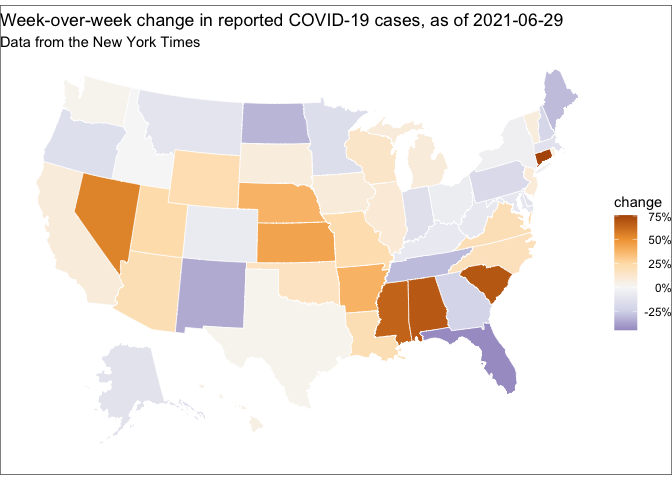 Week-over-week change in reported COVID-19 cases, as of 2021-06-29
Data from the New York Times
change
75%
50%
25%
0%
-25%